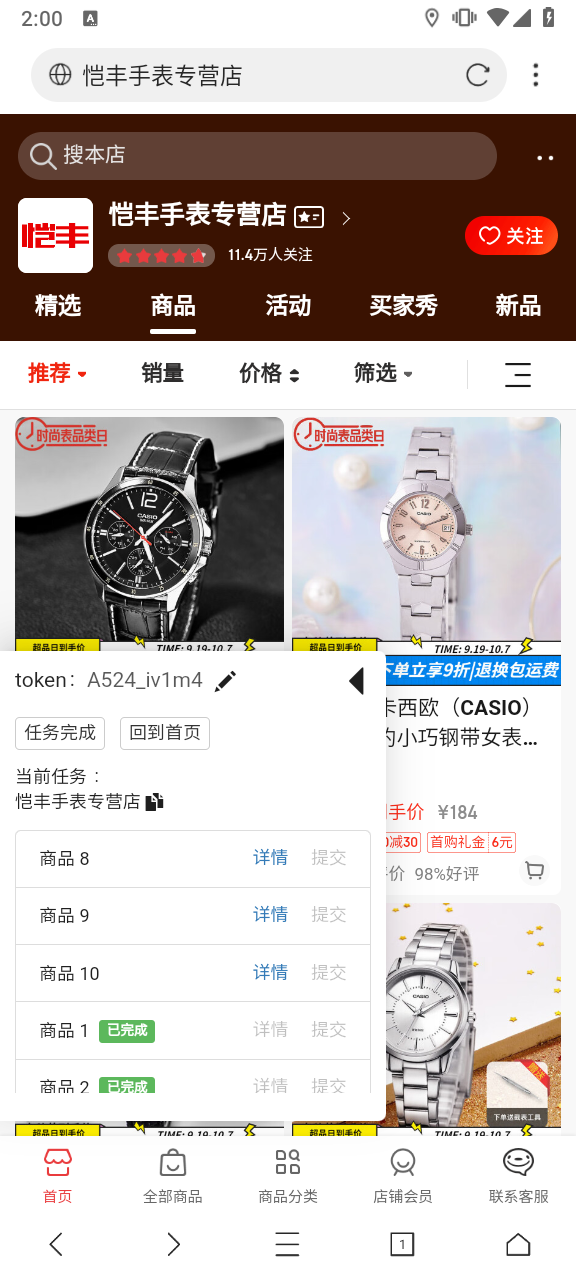 2:00
A
恺丰手表专营店
搜本店
恺丰
恺丰手表专营店
11.4万人关注
关注
精选 商品 活动 买家秀 新品
推荐 销量 价格 筛选
时尚表品类日
时尚表品类日
CASIO
CASIO
超品日到手价 TIME: 9.19-10.7
超品日到手价 TIME: 9.19-10.7
下单立享9折|退换包运费
token: A524_iv1m4
任务完成 回到首页
当前任务：
恺丰手表专营店
商品 8 详情 提交
商品 9 详情 提交
商品 10 详情 提交
商品 1 已完成 详情 提交
商品 2 已完成 详情 提交
卡西欧（CASIO）
的小巧钢带女表…
到手价 ¥184
减30 首购礼金 6元
98%好评
CASIO
下单送截表工具
超品日到手价 TIME: 9.19-10.7
超品日到手价 TIME: 9.19-10.7
首页 全部商品 商品分类 店铺会员 联系客服
1